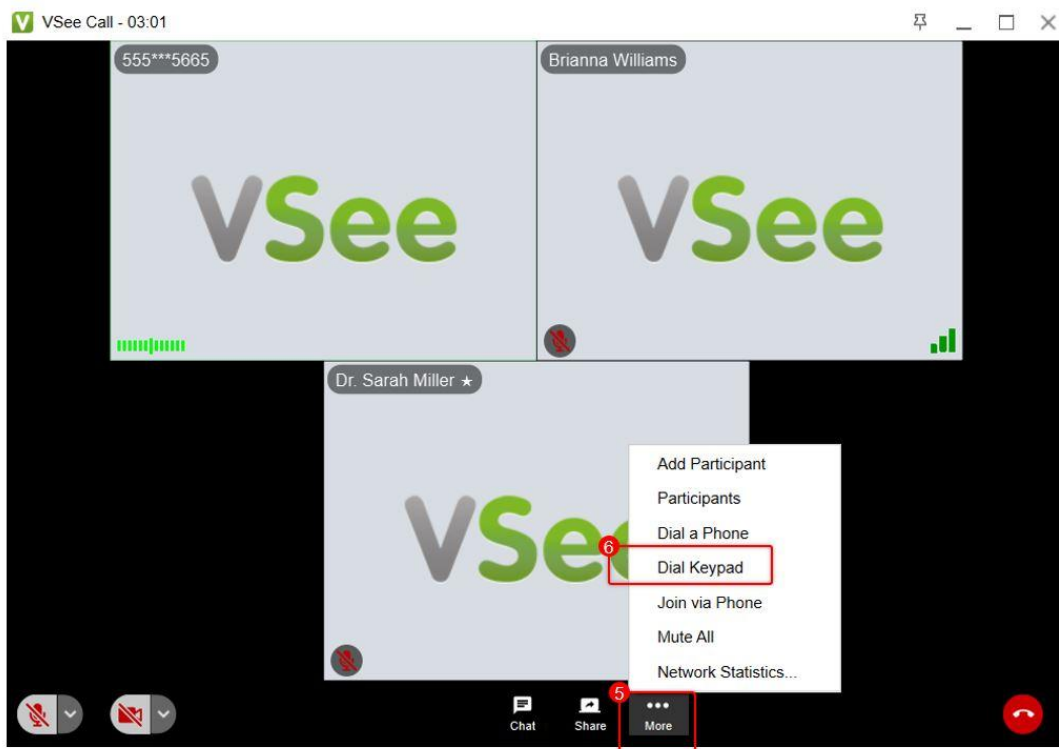 VSee Call - 03:01
555***5665
Brianna Williams
VSee
VSee
Dr. Sarah Miller ★
VSee
Add Participant
Participants
Dial a Phone
6
Dial Keypad
Join via Phone
Mute All
Network Statistics...
5
Chat
Share
More